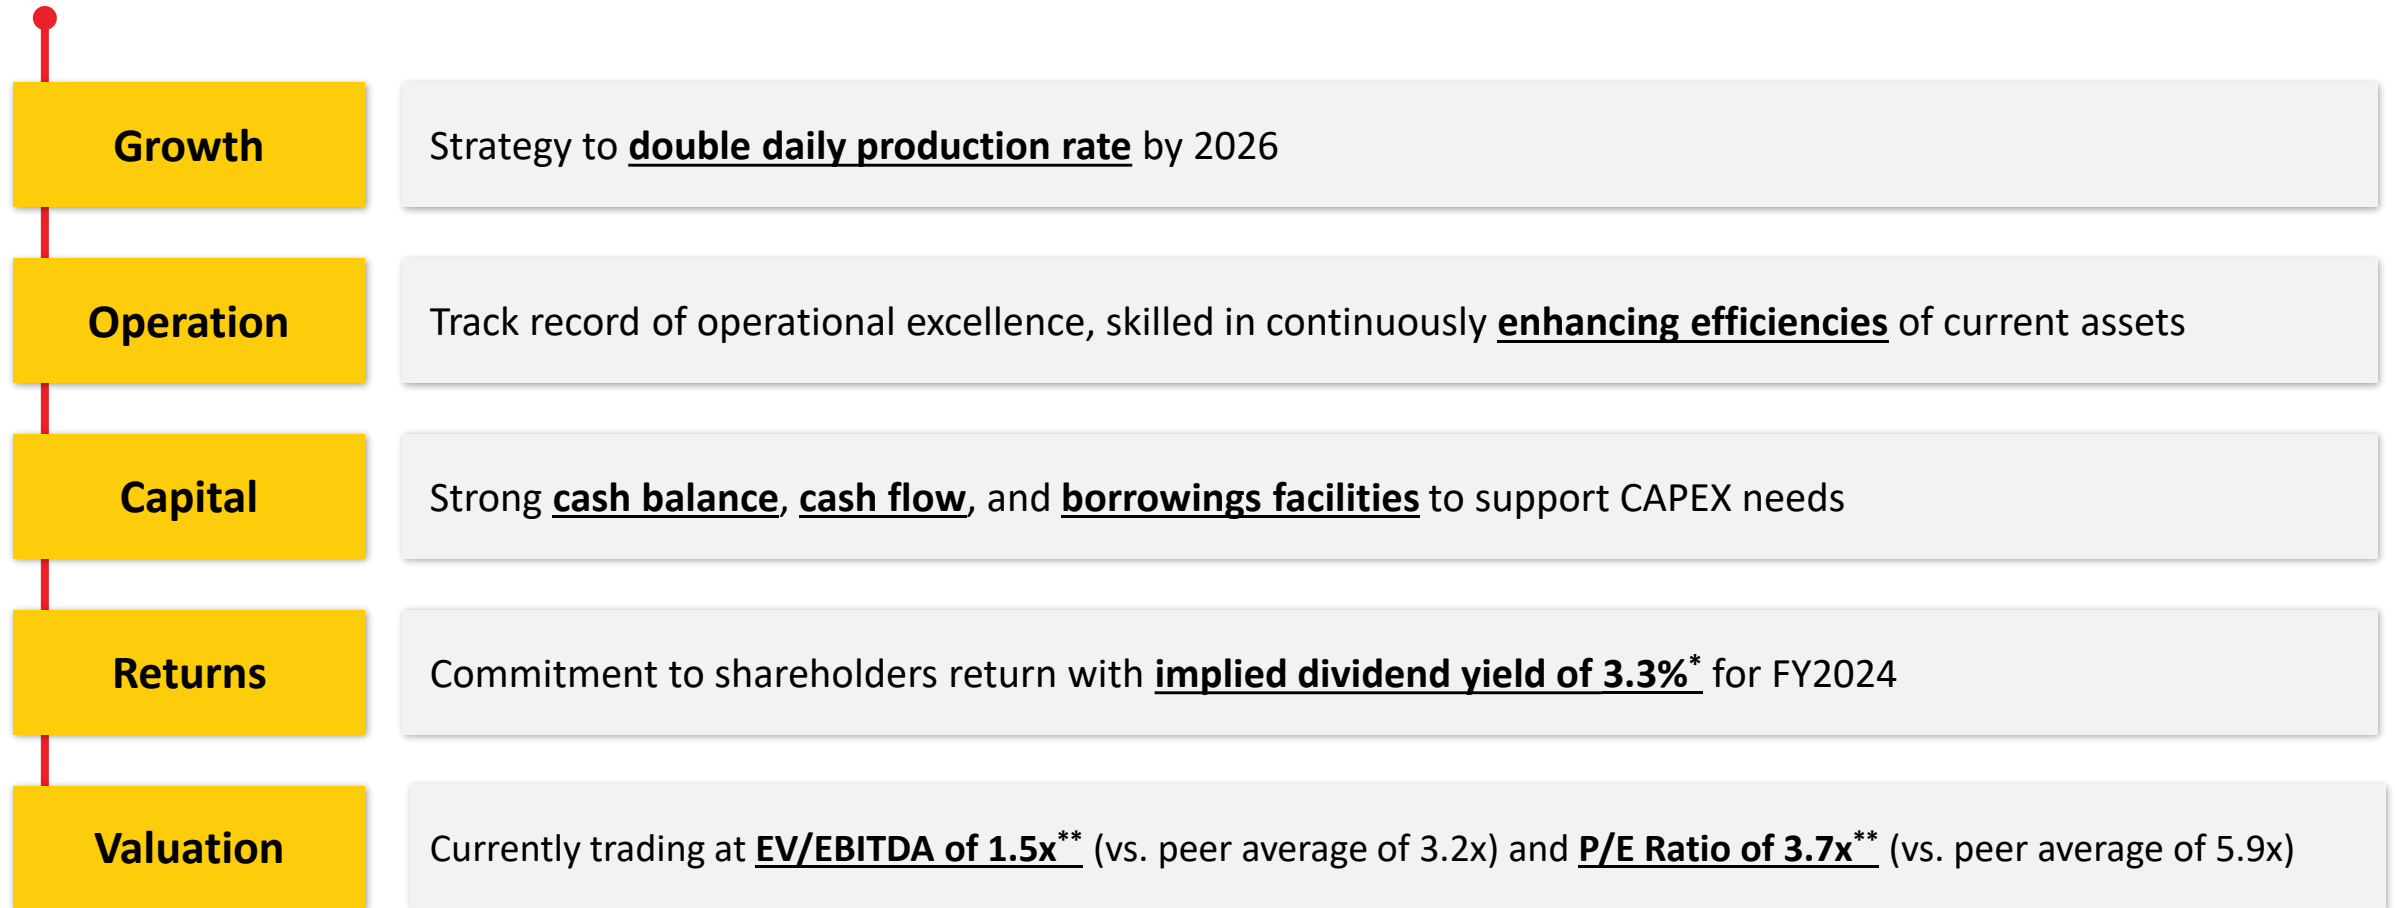 Growth
Strategy to double daily production rate by 2026
Operation
Track record of operational excellence, skilled in continuously enhancing efficiencies of current assets
Capital
Strong cash balance, cash flow, and borrowings facilities to support CAPEX needs
Returns
Commitment to shareholders return with implied dividend yield of 3.3%* for FY2024
Valuation
Currently trading at EV/EBITDA of 1.5x** (vs. peer average of 3.2x) and P/E Ratio of 3.7x** (vs. peer average of 5.9x)